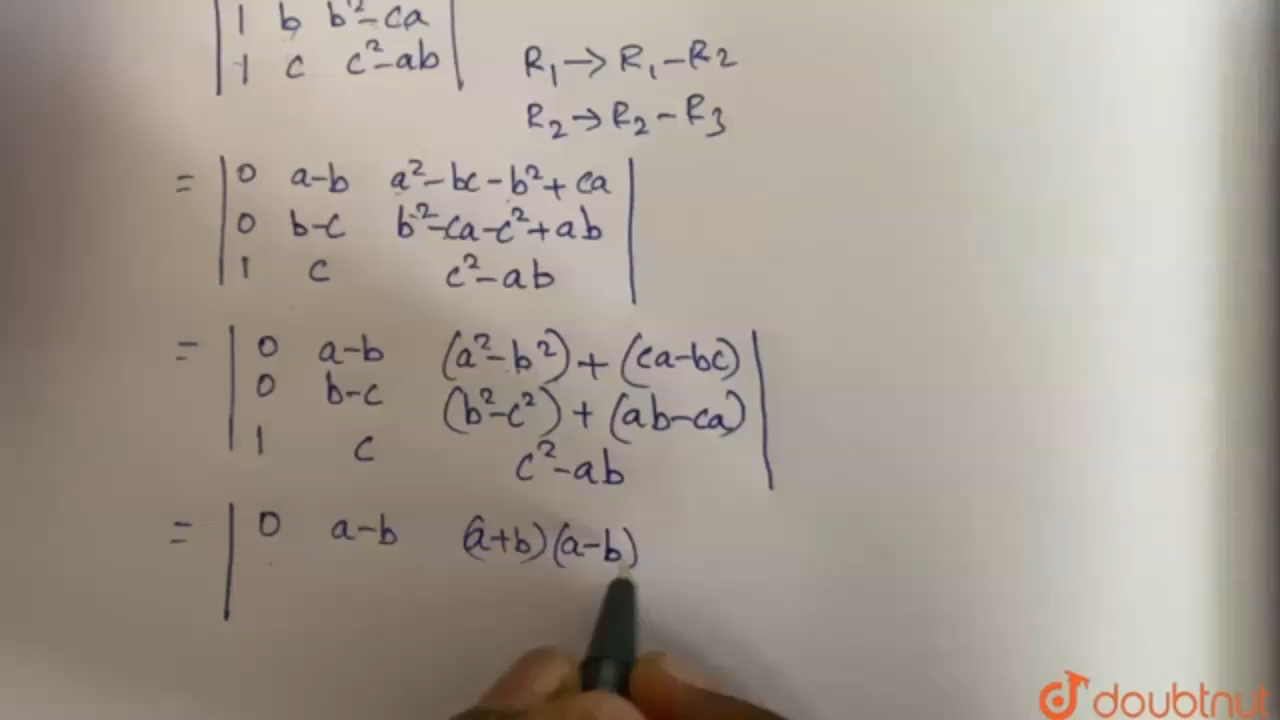 1 b b²-ca
1 c c²-ab
R₁→R₁-R2
R₂→R₂-R₃
= 0 a-b a²-bc-b²+ca
0 b-c b²-ca-c²+ab
1 c c²-ab
= 0 a-b (a²-b²)+(ca-bc)
0 b-c (b²-c²)+(ab-ca)
1 c c²-ab
= 0 a-b (a+b)(a-b)
doubtnut